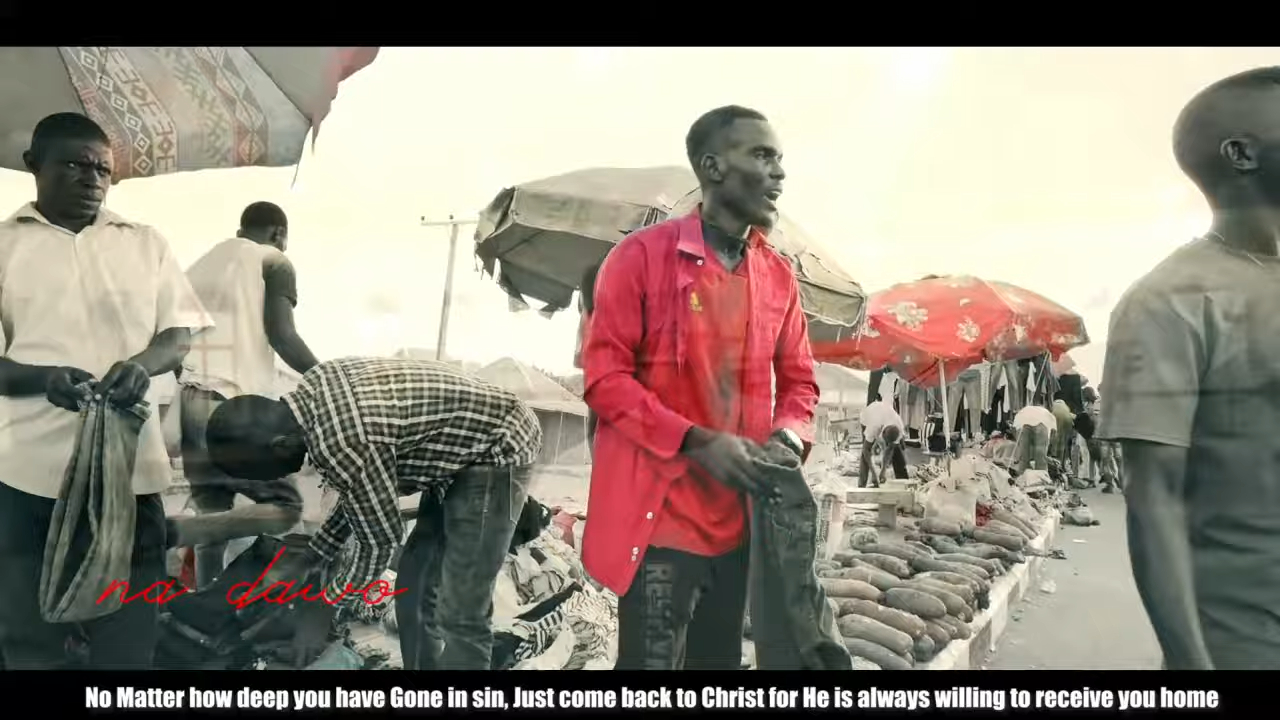 na dawo
No Matter how deep you have Gone in sin, Just come back to Christ for He is always willing to receive you home